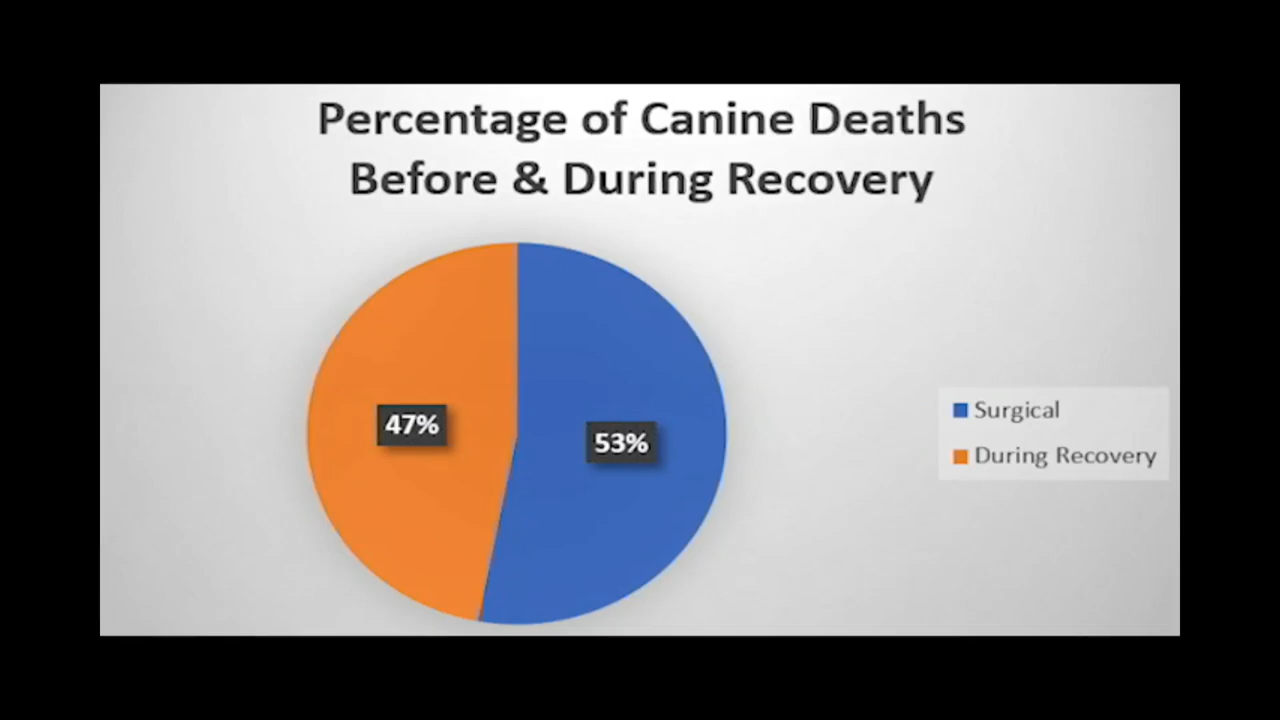 Percentage of Canine Deaths
Before & During Recovery
47%
53%
Surgical
During Recovery